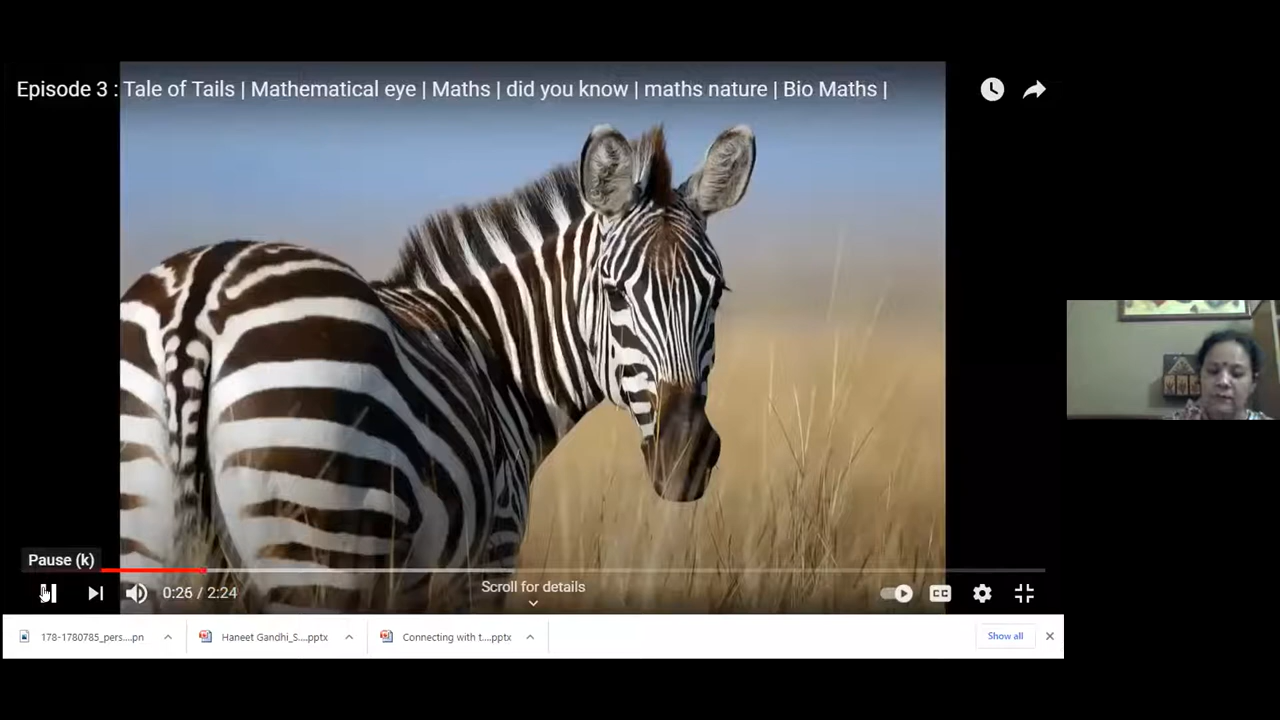 Episode 3 : Tale of Tails | Mathematical eye | Maths | did you know | maths nature | Bio Maths |
Pause (k)
Scroll for details
0:26 / 2:24
CC
178-1780785_pers....pn
Haneet Gandhi_S....pptx
Connecting with t....pptx
Show all